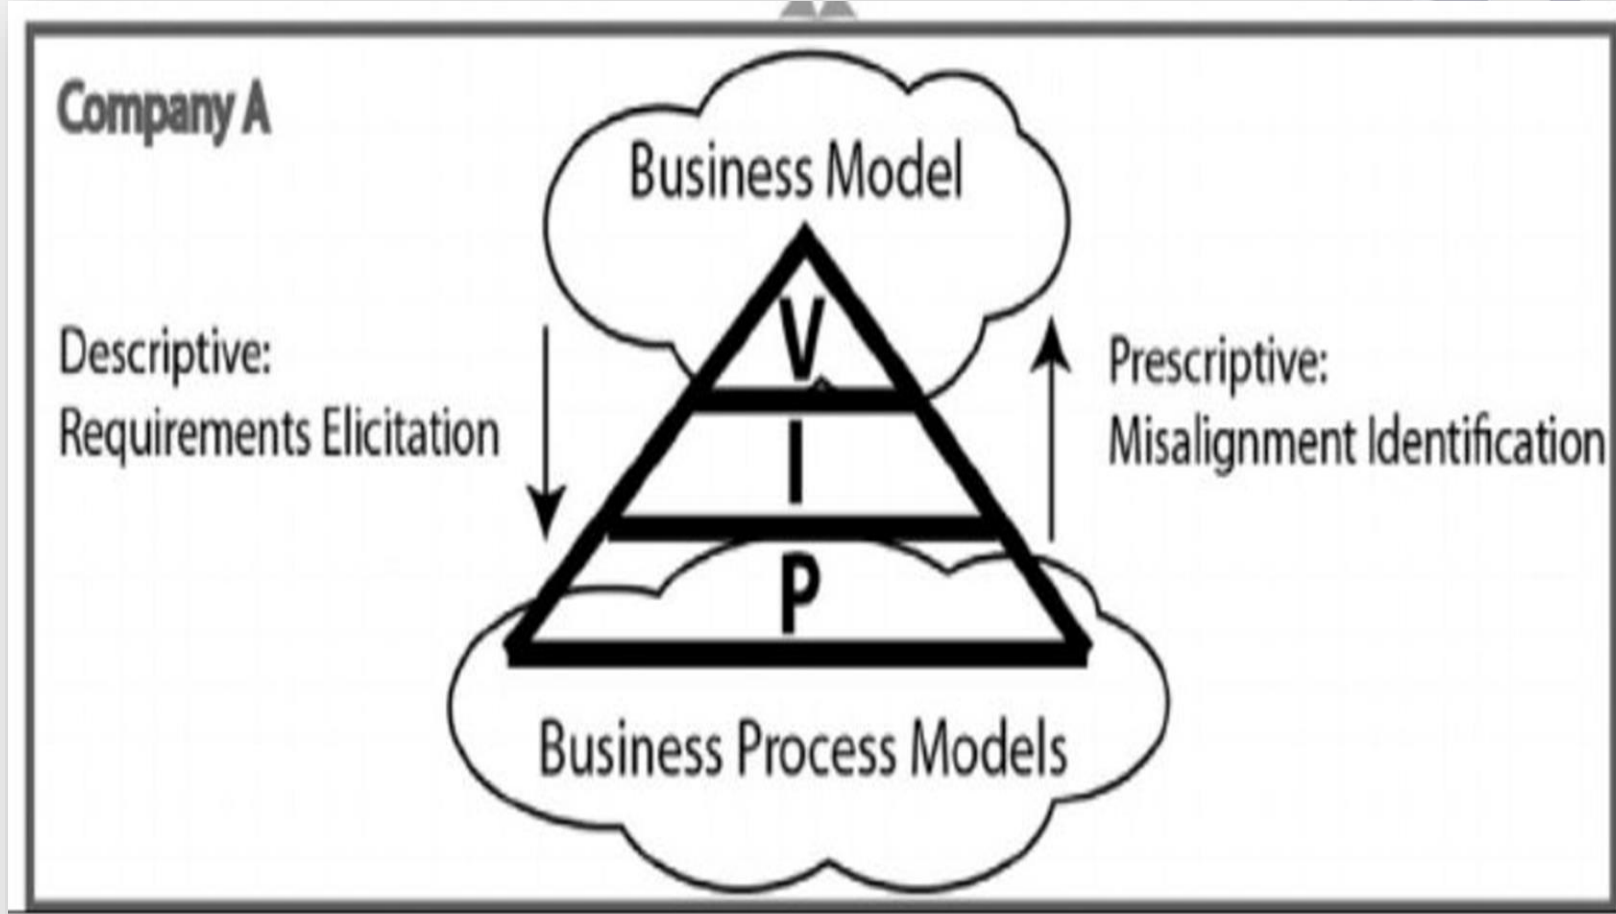 Company A
Business Model
V
Descriptive:
Requirements Elicitation
Prescriptive:
Misalignment Identification
I
P
Business Process Models